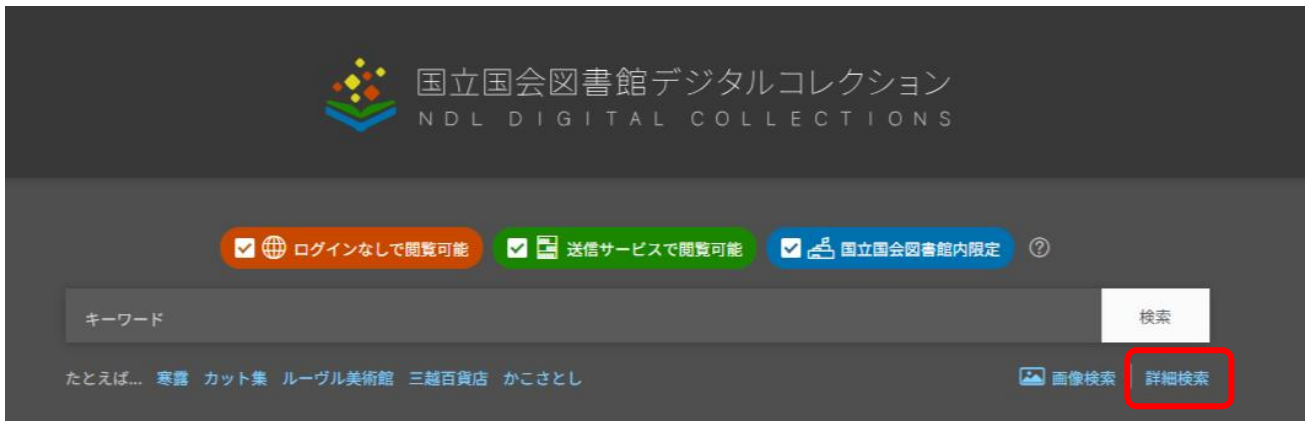 国立国会図書館デジタルコレクション
NDL DIGITAL COLLECTIONS
ログインなしで閲覧可能 送信サービスで閲覧可能 国立国会図書館内限定 ?
キーワード 検索
たとえば... 寒露 カット集 ルーヴル美術館 三越百貨店 かこさとし 画像検索 詳細検索